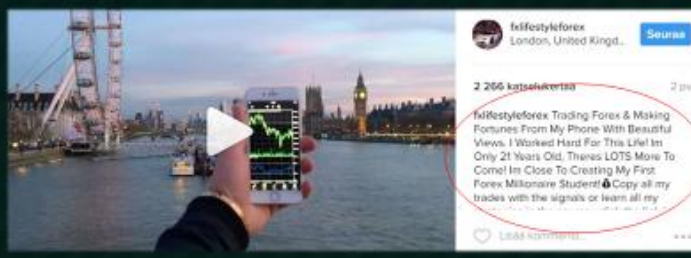 fxlifestyleforex
London, United Kingd...
Seuraa
2 266 katselukertaa
fxlifestyleforex Trading Forex & Making
Fortunes From My Phone With Beautiful
Views. I Worked Hard For This Life! Im
Only 21 Years Old, Theres LOTS More To
Come! Im Close To Creating My First
Forex Millionaire Student!💰Copy all my
trades with the signals or learn all my
Lisää kommentti...